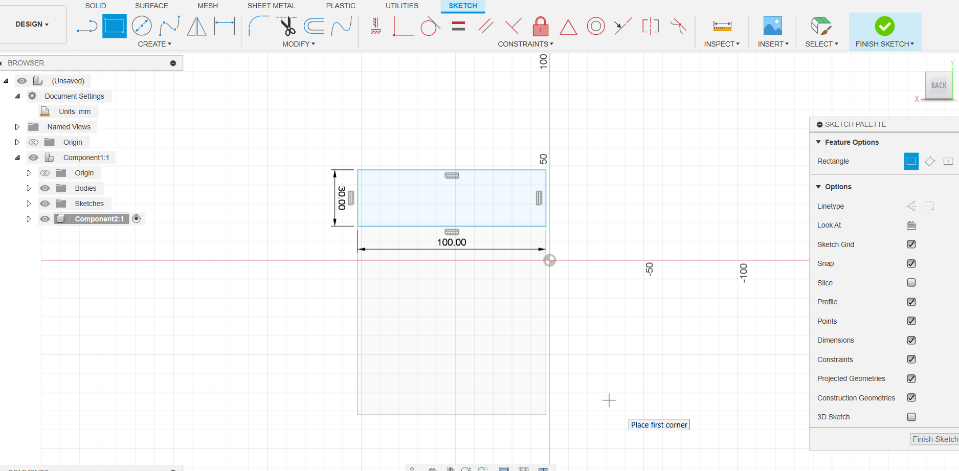 SOLID SURFACE MESH SHEET METAL PLASTIC UTILITIES SKETCH
DESIGN
CREATE MODIFY CONSTRAINTS INSPECT INSERT SELECT FINISH SKETCH
BROWSER
(Unsaved)
Document Settings
Units: mm
Named Views
Origin
Component1:1
Origin
Bodies
Sketches
Component2:1
100
50
30.00
100.00
-50
-100
Place first corner
Y
BACK
X
SKETCH PALETTE
Feature Options
Rectangle
Options
Linetype
Look At
Sketch Grid
Snap
Slice
Profile
Points
Dimensions
Constraints
Projected Geometries
Construction Geometries
3D Sketch
Finish Sketch